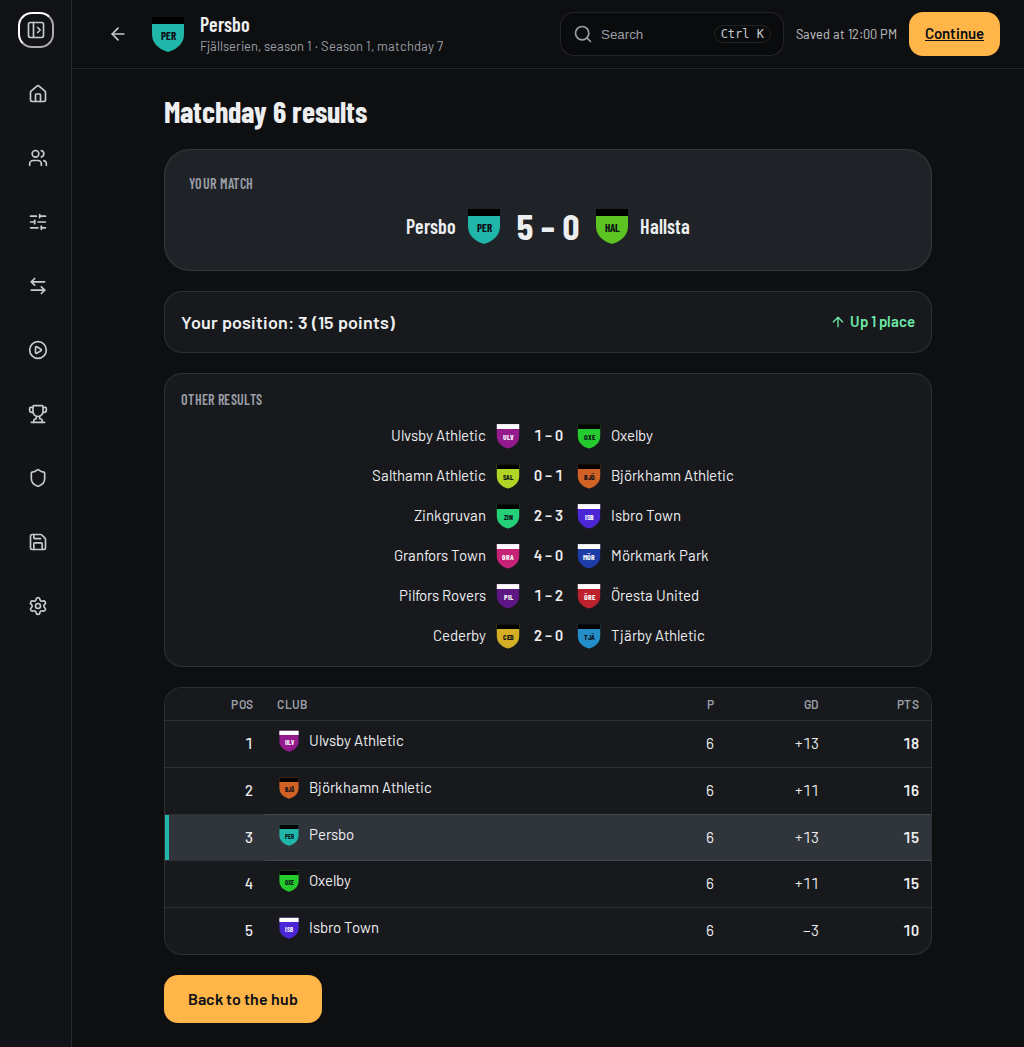 PER
Persbo
Fjällserien, season 1 · Season 1, matchday 7
Search
Ctrl K
Saved at 12:00 PM
Continue
Matchday 6 results
YOUR MATCH
Persbo PER 5 – 0 HAL Hallsta
Your position: 3 (15 points)
↑ Up 1 place
OTHER RESULTS
Ulvsby Athletic ULV 1 – 0 OXE Oxelby
Salthamn Athletic SAL 0 – 1 BJÖ Björkhamn Athletic
Zinkgruvan ZIN 2 – 3 ISB Isbro Town
Granfors Town GRA 4 – 0 MÖR Mörkmark Park
Pilfors Rovers PIL 1 – 2 ÖRE Öresta United
Cederby CED 2 – 0 TJÄ Tjärby Athletic
POS CLUB P GD PTS
1 ULV Ulvsby Athletic 6 +13 18
2 BJÖ Björkhamn Athletic 6 +11 16
3 PER Persbo 6 +13 15
4 OXE Oxelby 6 +11 15
5 ISB Isbro Town 6 −3 10
Back to the hub